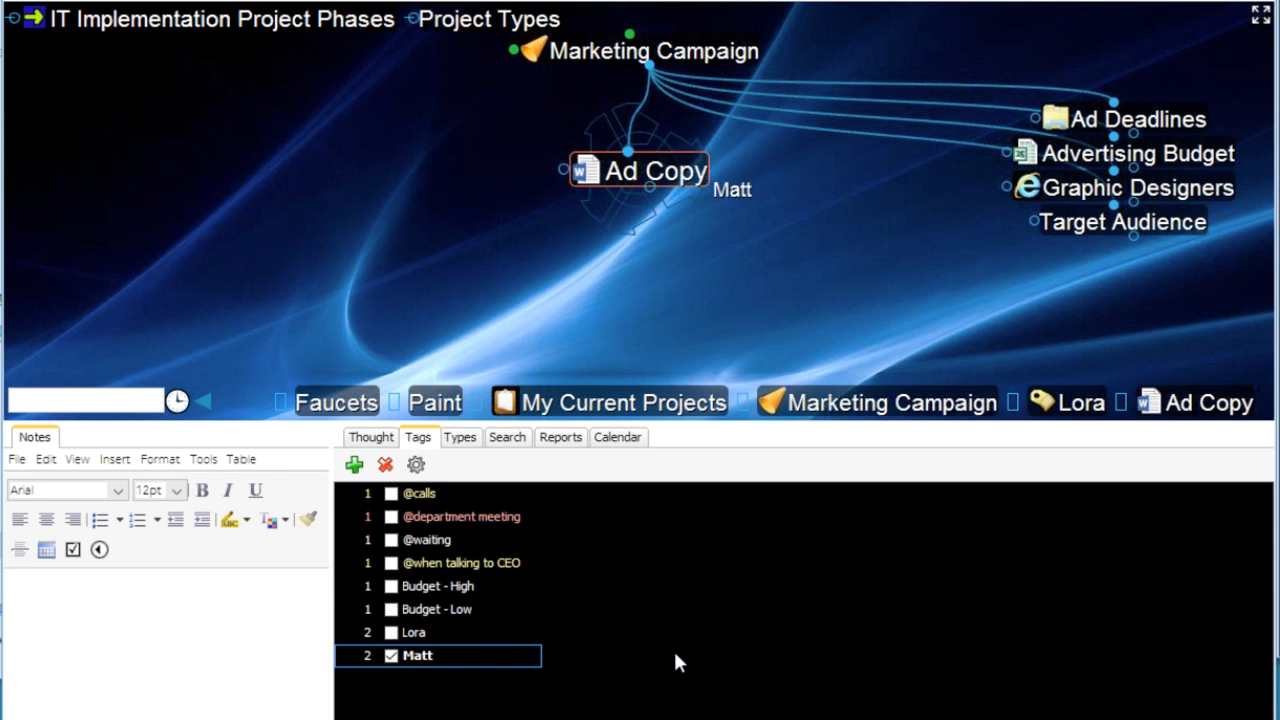 IT Implementation Project Phases Project Types
Marketing Campaign
Ad Deadlines
Advertising Budget
Graphic Designers
Target Audience
Ad Copy
Matt
Faucets Paint My Current Projects Marketing Campaign Lora Ad Copy
Notes
File Edit View Insert Format Tools Table
Arial 12pt B I U
ABC
T
Thought Tags Types Search Reports Calendar
1 @calls
1 @department meeting
1 @waiting
1 @when talking to CEO
1 Budget - High
1 Budget - Low
2 Lora
2 Matt